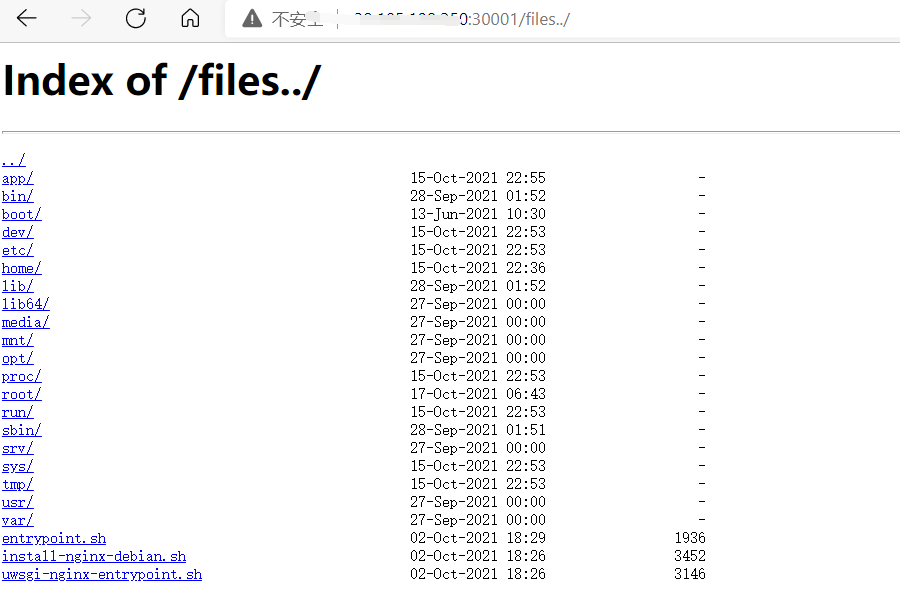 不安全 :30001/files../
Index of /files../
../
app/ 15-Oct-2021 22:55 -
bin/ 28-Sep-2021 01:52 -
boot/ 13-Jun-2021 10:30 -
dev/ 15-Oct-2021 22:53 -
etc/ 15-Oct-2021 22:53 -
home/ 15-Oct-2021 22:36 -
lib/ 28-Sep-2021 01:52 -
lib64/ 27-Sep-2021 00:00 -
media/ 27-Sep-2021 00:00 -
mnt/ 27-Sep-2021 00:00 -
opt/ 27-Sep-2021 00:00 -
proc/ 15-Oct-2021 22:53 -
root/ 17-Oct-2021 06:43 -
run/ 15-Oct-2021 22:53 -
sbin/ 28-Sep-2021 01:51 -
srv/ 27-Sep-2021 00:00 -
sys/ 15-Oct-2021 22:53 -
tmp/ 15-Oct-2021 22:53 -
usr/ 27-Sep-2021 00:00 -
var/ 27-Sep-2021 00:00 -
entrypoint.sh 02-Oct-2021 18:29 1936
install-nginx-debian.sh 02-Oct-2021 18:26 3452
uwsgi-nginx-entrypoint.sh 02-Oct-2021 18:26 3146